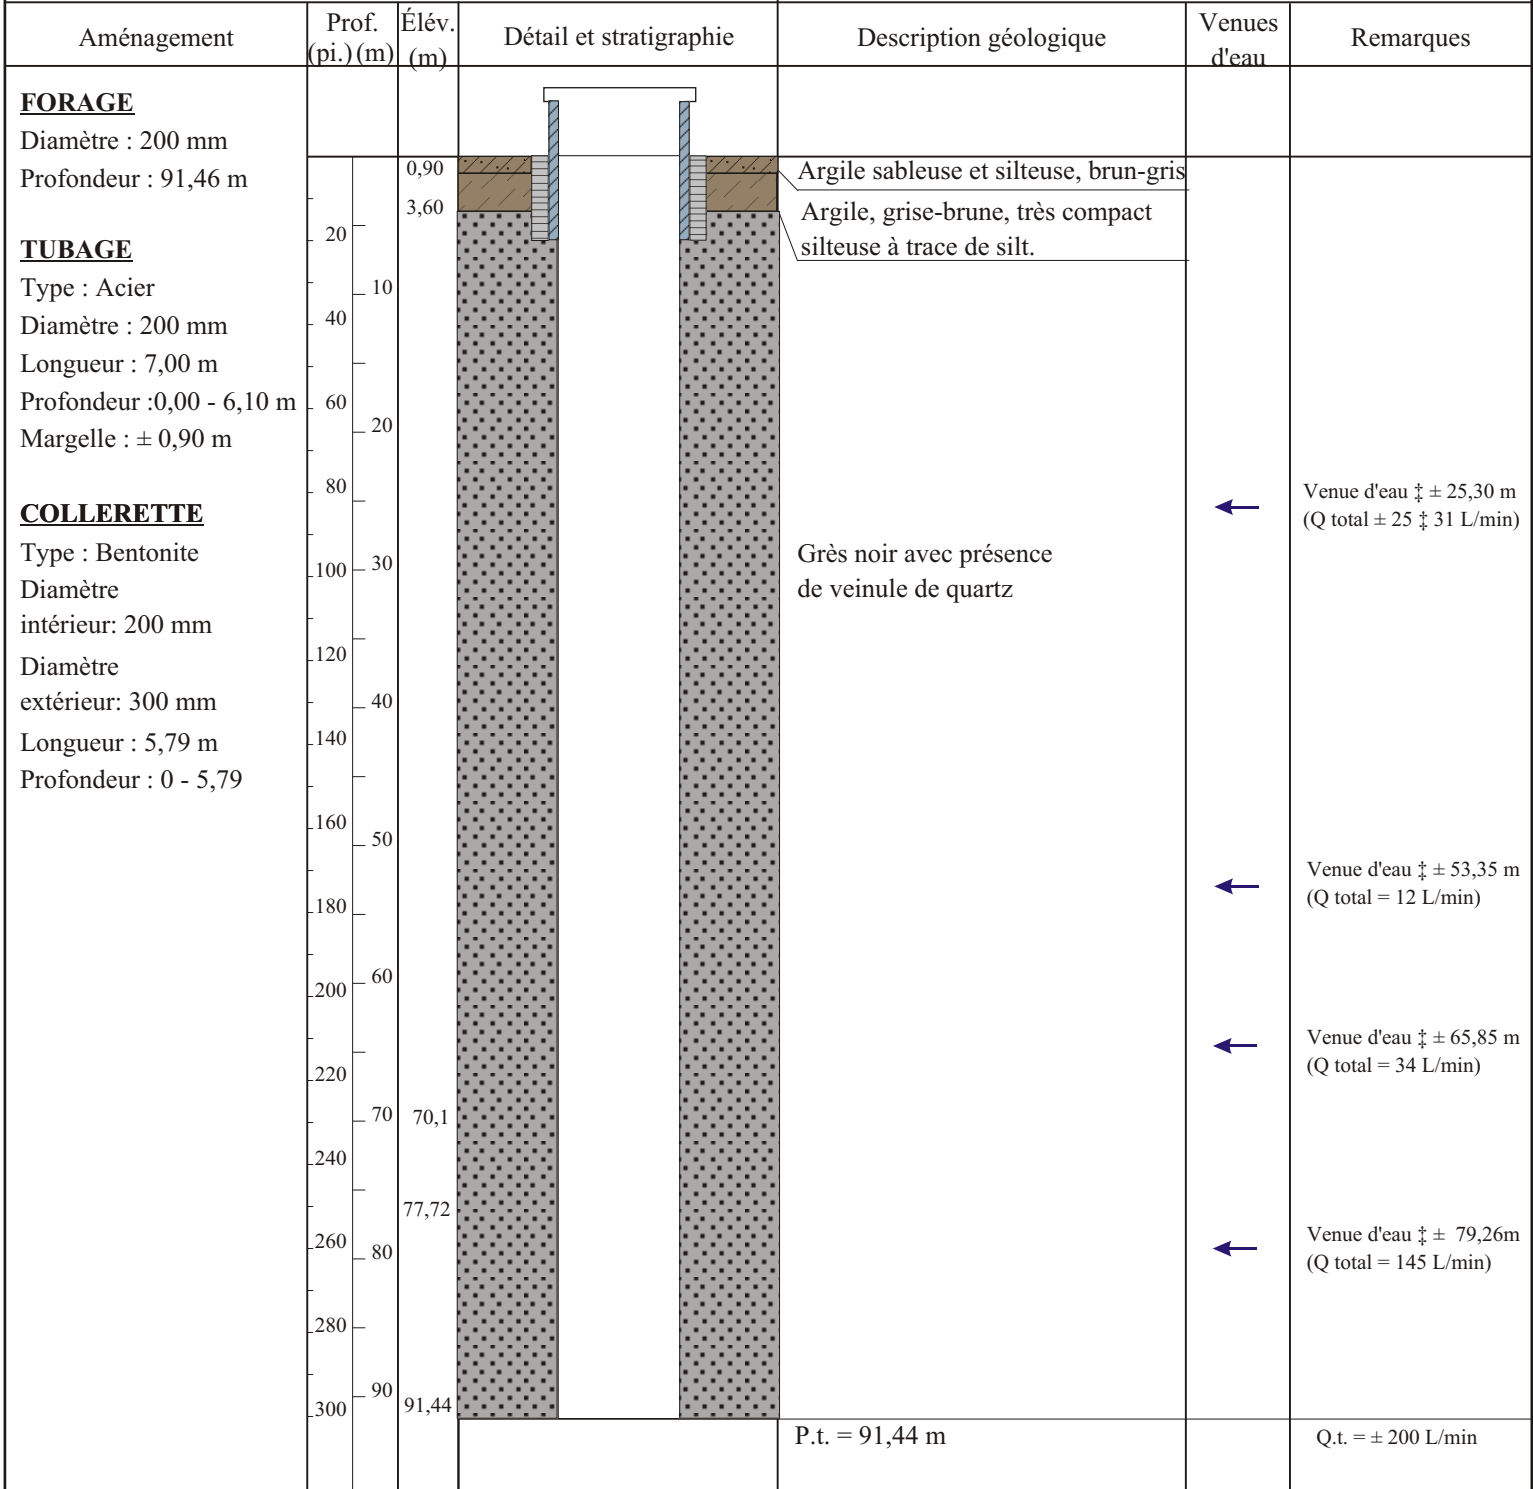 Aménagement
Prof.
(pi.) (m)
Élév.
(m)
Détail et stratigraphie
Description géologique
Venues
d'eau
Remarques
FORAGE
Diamètre : 200 mm
Profondeur : 91,46 m
TUBAGE
Type : Acier
Diamètre : 200 mm
Longueur : 7,00 m
Profondeur :0,00 - 6,10 m
Margelle : ± 0,90 m
COLLERETTE
Type : Bentonite
Diamètre
intérieur: 200 mm
Diamètre
extérieur: 300 mm
Longueur : 5,79 m
Profondeur : 0 - 5,79
20
40
60
80
100
120
140
160
180
200
220
240
260
280
300
10
20
30
40
50
60
70
80
90
0,90
3,60
70,1
77,72
91,44
Argile sableuse et silteuse, brun-gris
Argile, grise-brune, très compact
silteuse à trace de silt.
Grès noir avec présence
de veinule de quartz
P.t. = 91,44 m
Venue d'eau ‡ ± 25,30 m
(Q total ± 25 ‡ 31 L/min)
Venue d'eau ‡ ± 53,35 m
(Q total = 12 L/min)
Venue d'eau ‡ ± 65,85 m
(Q total = 34 L/min)
Venue d'eau ‡ ± 79,26m
(Q total = 145 L/min)
Q.t. = ± 200 L/min